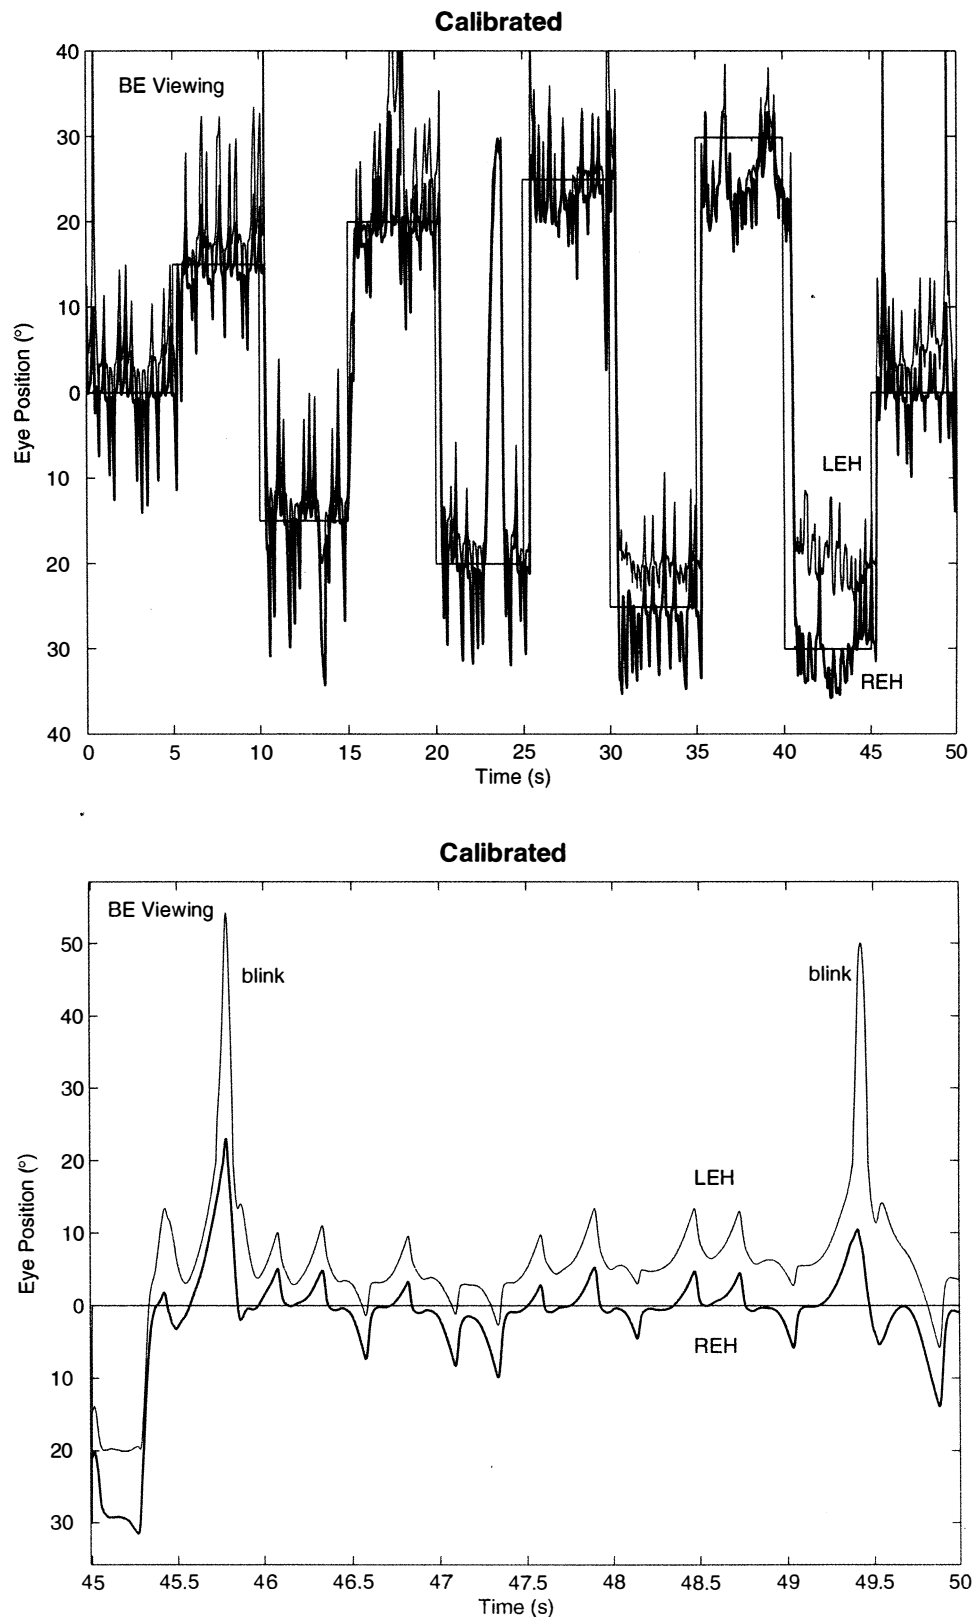 Calibrated
BE Viewing
Eye Position (°)
40
30
20
10
0
10
20
30
40
LEH
REH
0 5 10 15 20 25 30 35 40 45 50
Time (s)
Calibrated
BE Viewing
blink
blink
Eye Position (°)
50
40
30
20
10
0
10
20
30
LEH
REH
45 45.5 46 46.5 47 47.5 48 48.5 49 49.5 50
Time (s)